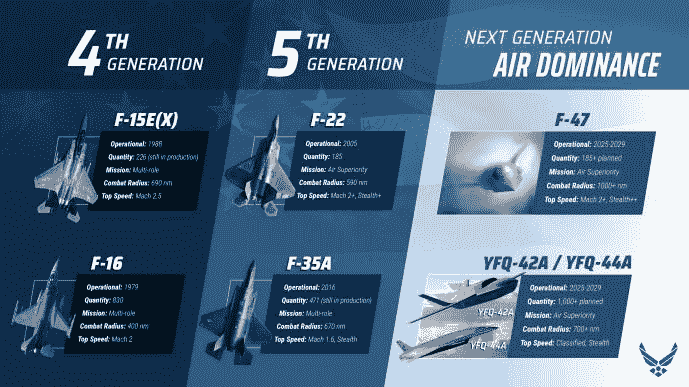 4TH GENERATION
5TH GENERATION
NEXT GENERATION
AIR DOMINANCE
F-15E(X)
Operational: 1988
Quantity: 226 (still in production)
Mission: Multi-role
Combat Radius: 690 nm
Top Speed: Mach 2.5
F-22
Operational: 2005
Quantity: 185
Mission: Air Superiority
Combat Radius: 590 nm
Top Speed: Mach 2+, Stealth+
F-47
Operational: 2025-2029
Quantity: 185+ planned
Mission: Air Superiority
Combat Radius: 1000+ nm
Top Speed: Mach 2+, Stealth++
F-16
Operational: 1979
Quantity: 830
Mission: Multi-role
Combat Radius: 400 nm
Top Speed: Mach 2
F-35A
Operational: 2016
Quantity: 471 (still in production)
Mission: Multi-role
Combat Radius: 670 nm
Top Speed: Mach 1.6, Stealth
YFQ-42A / YFQ-44A
YFQ-42A
YFQ-44A
Operational: 2025-2029
Quantity: 1,000+ planned
Mission: Air Superiority
Combat Radius: 700+ nm
Top Speed: Classified, Stealth